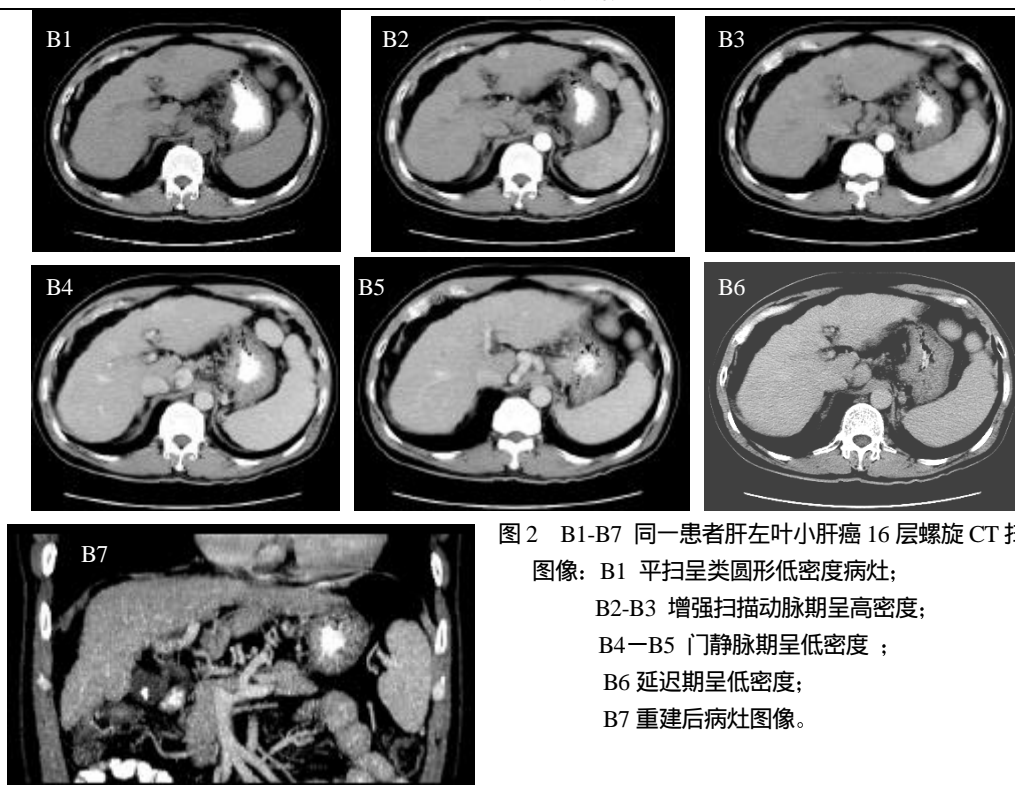 B1
B2
B3
B4
B5
B6
B7
图 2 B1-B7 同一患者肝左叶小肝癌 16 层螺旋 CT
图像：B1 平扫呈类圆形低密度病灶；
B2-B3 增强扫描动脉期呈高密度；
B4－B5 门静脉期呈低密度 ；
B6 延迟期呈低密度；
B7 重建后病灶图像。